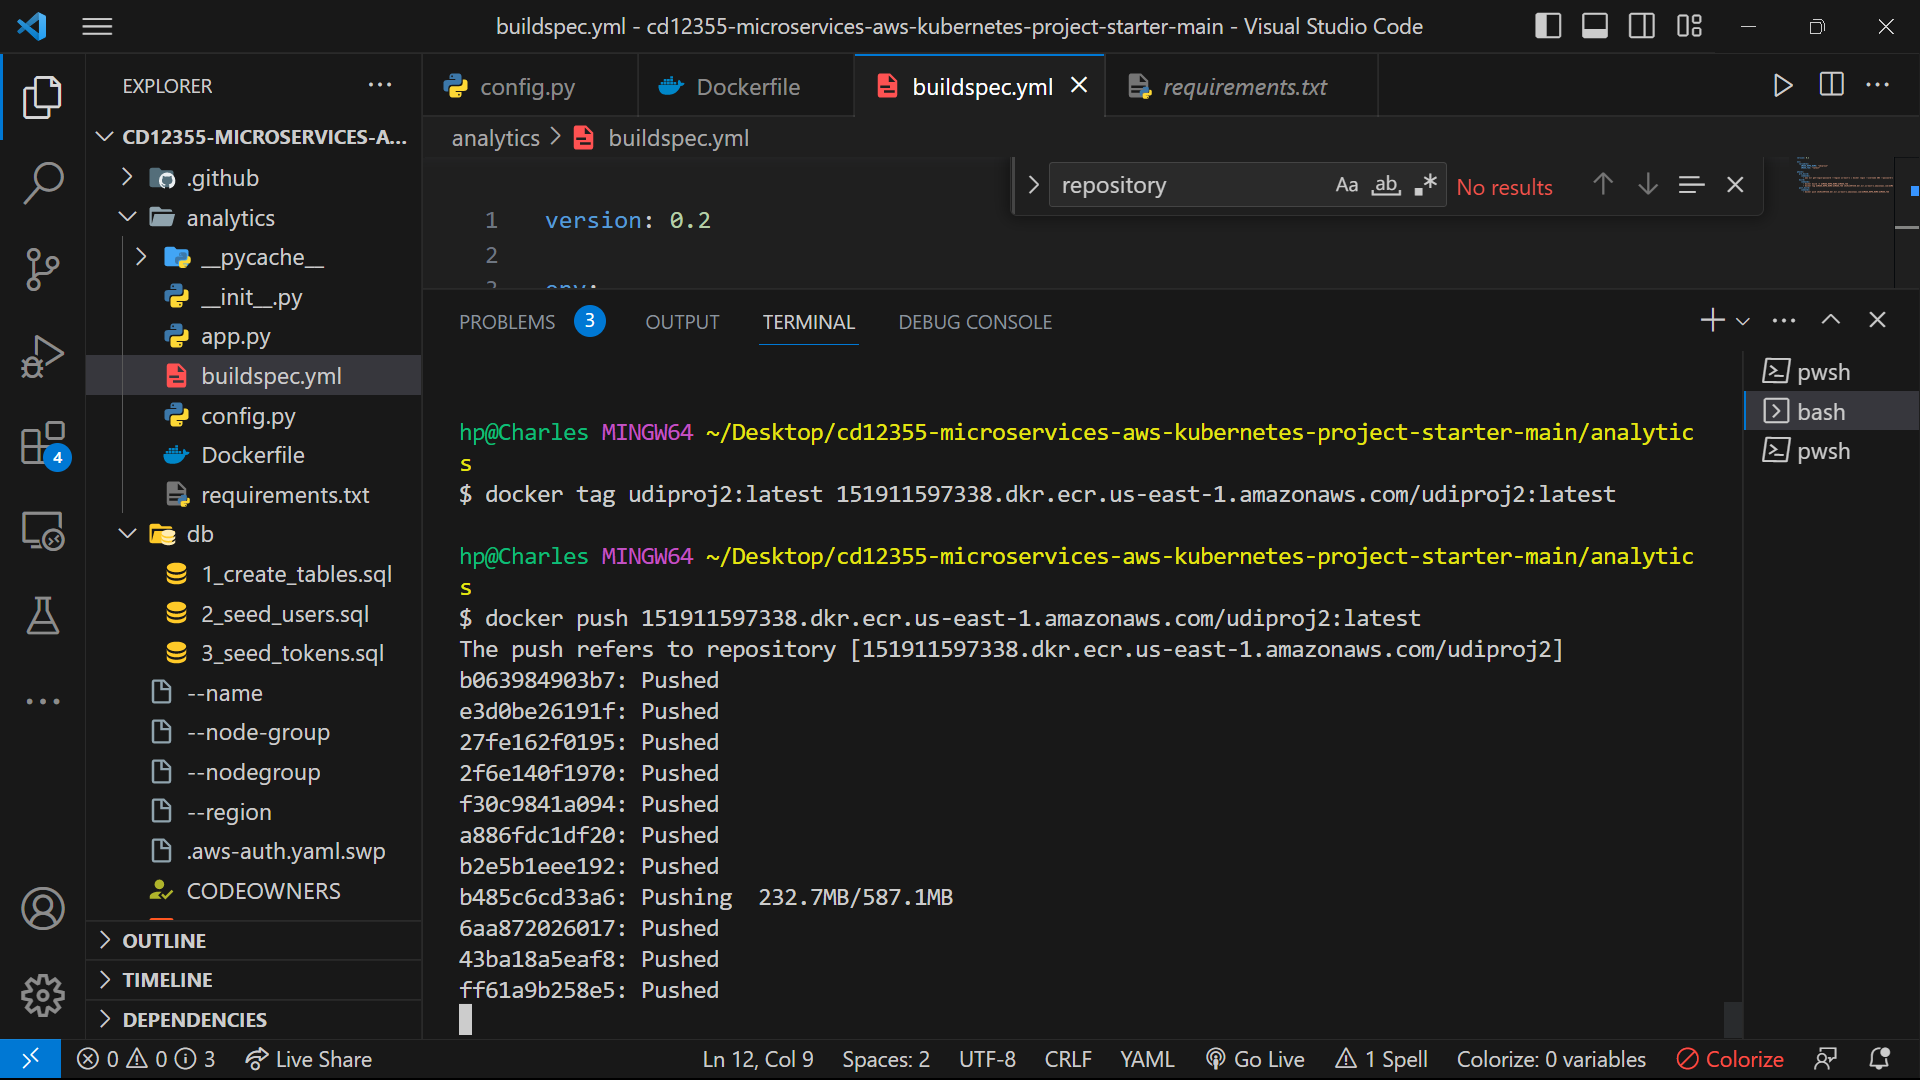 buildspec.yml - cd12355-microservices-aws-kubernetes-project-starter-main - Visual Studio Code
EXPLORER
CD12355-MICROSERVICES-A...
.github
analytics
__pycache__
__init__.py
app.py
buildspec.yml
config.py
Dockerfile
requirements.txt
db
1_create_tables.sql
2_seed_users.sql
3_seed_tokens.sql
--name
--node-group
--nodegroup
--region
.aws-auth.yaml.swp
CODEOWNERS
OUTLINE
TIMELINE
DEPENDENCIES
4
config.py
Dockerfile
buildspec.yml
requirements.txt
analytics > buildspec.yml
repository
Aa
ab
No results
1 version: 0.2
2
3 env:
PROBLEMS 3
OUTPUT
TERMINAL
DEBUG CONSOLE
hp@Charles MINGW64 ~/Desktop/cd12355-microservices-aws-kubernetes-project-starter-main/analytic
s
$ docker tag udiproj2:latest 151911597338.dkr.ecr.us-east-1.amazonaws.com/udiproj2:latest
hp@Charles MINGW64 ~/Desktop/cd12355-microservices-aws-kubernetes-project-starter-main/analytic
s
$ docker push 151911597338.dkr.ecr.us-east-1.amazonaws.com/udiproj2:latest
The push refers to repository [151911597338.dkr.ecr.us-east-1.amazonaws.com/udiproj2]
b063984903b7: Pushed
e3d0be26191f: Pushed
27fe162f0195: Pushed
2f6e140f1970: Pushed
f30c9841a094: Pushed
a886fdc1df20: Pushed
b2e5b1eee192: Pushed
b485c6cd33a6: Pushing  232.7MB/587.1MB
6aa872026017: Pushed
43ba18a5eaf8: Pushed
ff61a9b258e5: Pushed
pwsh
bash
pwsh
0 0 3
Live Share
Ln 12, Col 9
Spaces: 2
UTF-8
CRLF
YAML
Go Live
1 Spell
Colorize: 0 variables
Colorize